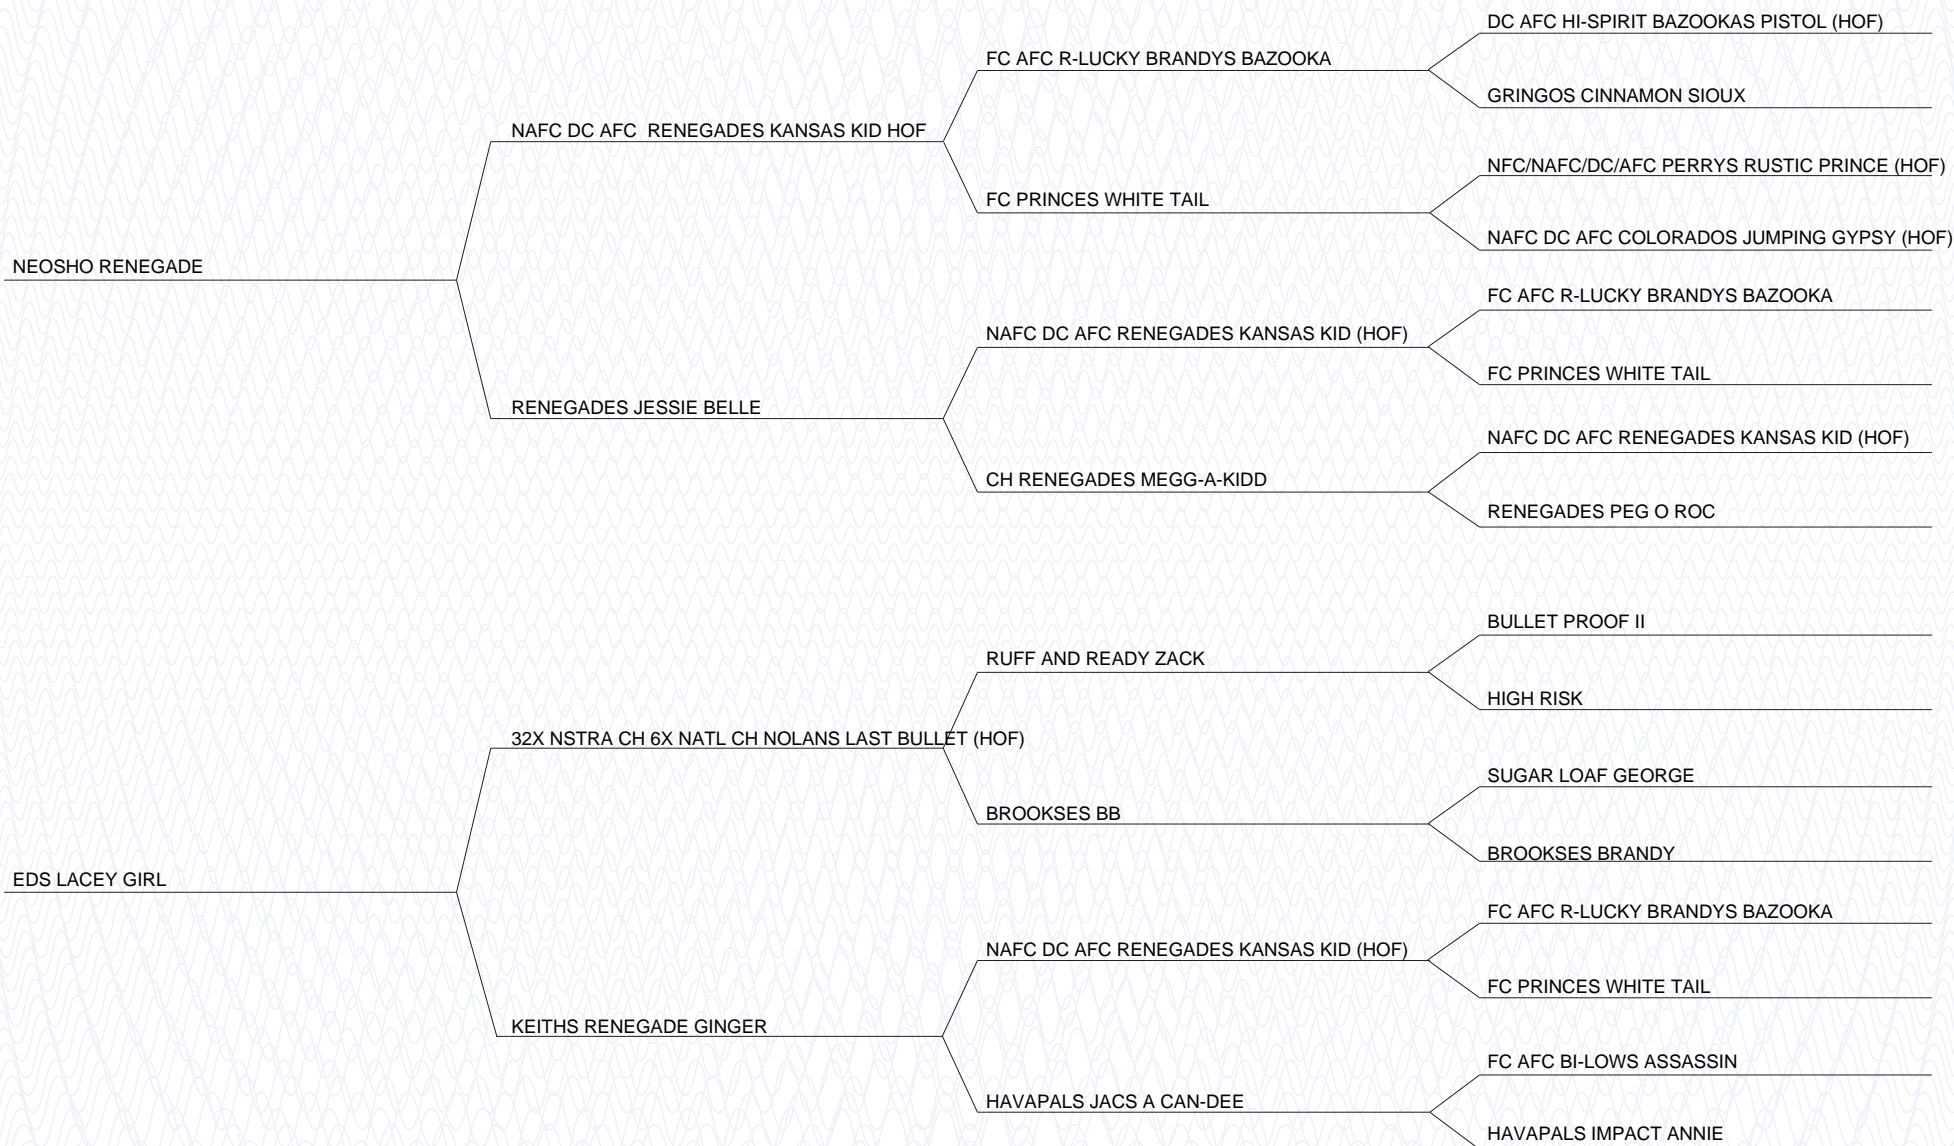 DC AFC HI-SPIRIT BAZOOKAS PISTOL (HOF)
FC AFC R-LUCKY BRANDYS BAZOOKA
GRINGOS CINNAMON SIOUX
NAFC DC AFC  RENEGADES KANSAS KID HOF
NFC/NAFC/DC/AFC PERRYS RUSTIC PRINCE (HOF)
FC PRINCES WHITE TAIL
NAFC DC AFC COLORADOS JUMPING GYPSY (HOF)
NEOSHO RENEGADE
FC AFC R-LUCKY BRANDYS BAZOOKA
NAFC DC AFC RENEGADES KANSAS KID (HOF)
FC PRINCES WHITE TAIL
RENEGADES JESSIE BELLE
NAFC DC AFC RENEGADES KANSAS KID (HOF)
CH RENEGADES MEGG-A-KIDD
RENEGADES PEG O ROC
BULLET PROOF II
RUFF AND READY ZACK
HIGH RISK
32X NSTRA CH 6X NATL CH NOLANS LAST BULLET (HOF)
SUGAR LOAF GEORGE
BROOKSES BB
BROOKSES BRANDY
EDS LACEY GIRL
FC AFC R-LUCKY BRANDYS BAZOOKA
NAFC DC AFC RENEGADES KANSAS KID (HOF)
FC PRINCES WHITE TAIL
KEITHS RENEGADE GINGER
FC AFC BI-LOWS ASSASSIN
HAVAPALS JACS A CAN-DEE
HAVAPALS IMPACT ANNIE